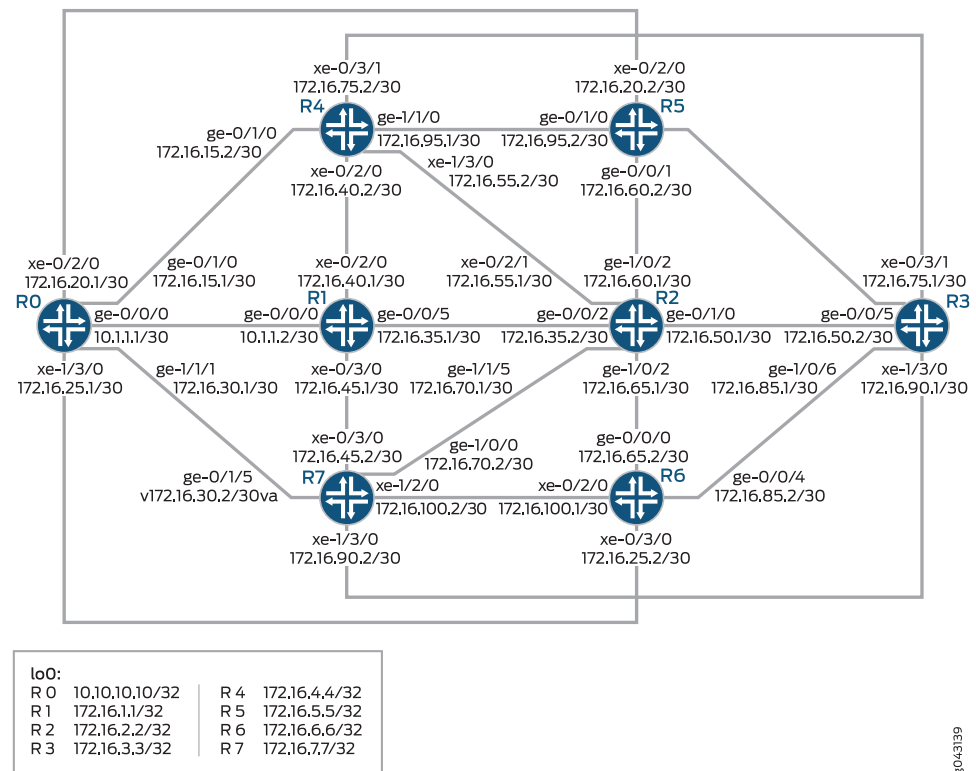 xe-0/3/1
172.16.75.2/30
R4
xe-0/2/0
172.16.20.2/30
R5
ge-0/1/0
172.16.15.2/30
ge-1/1/0
172.16.95.1/30
ge-0/1/0
172.16.95.2/30
xe-1/3/0
172.16.55.2/30
xe-0/2/0
172.16.40.2/30
ge-0/0/1
172.16.60.2/30
xe-0/2/0
172.16.20.1/30
R0
ge-0/1/0
172.16.15.1/30
xe-0/2/0
172.16.40.1/30
R1
xe-0/2/1
172.16.55.1/30
ge-1/0/2
172.16.60.1/30
R2
xe-0/3/1
172.16.75.1/30
R3
ge-0/0/0
10.1.1.1/30
ge-0/0/0
10.1.1.2/30
ge-0/0/5
172.16.35.1/30
ge-0/0/2
172.16.35.2/30
ge-0/1/0
172.16.50.1/30
ge-0/0/5
172.16.50.2/30
xe-1/3/0
172.16.25.1/30
ge-1/1/1
172.16.30.1/30
xe-0/3/0
172.16.45.1/30
ge-1/1/5
172.16.70.1/30
ge-1/0/2
172.16.65.1/30
ge-1/0/6
172.16.85.1/30
xe-1/3/0
172.16.90.1/30
xe-0/3/0
172.16.45.2/30
R7
ge-1/0/0
172.16.70.2/30
ge-0/0/0
172.16.65.2/30
R6
ge-0/1/5
v172.16.30.2/30va
xe-1/2/0
172.16.100.2/30
xe-0/2/0
172.16.100.1/30
ge-0/0/4
172.16.85.2/30
xe-1/3/0
172.16.90.2/30
xe-0/3/0
172.16.25.2/30
lo0:
R 0 10.10.10.10/32 R 4 172.16.4.4/32
R 1 172.16.1.1/32 R 5 172.16.5.5/32
R 2 172.16.2.2/32 R 6 172.16.6.6/32
R 3 172.16.3.3/32 R 7 172.16.7.7/32
g043139